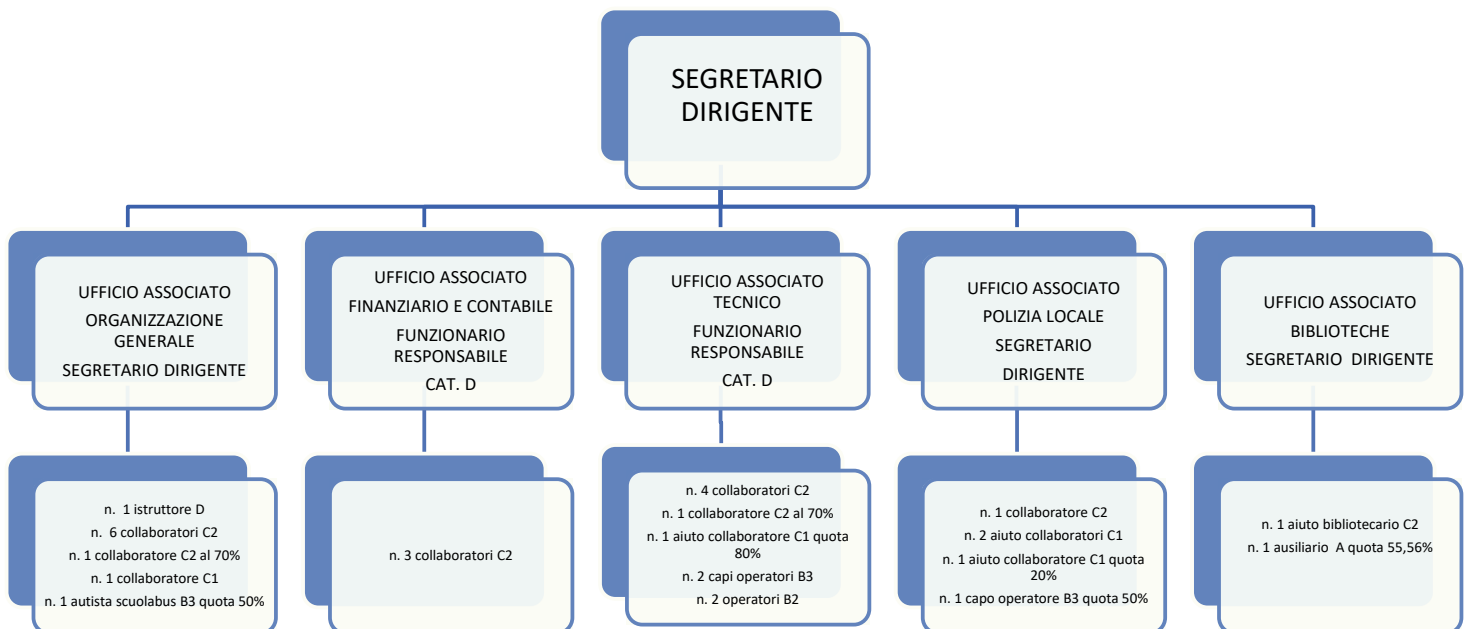 SEGRETARIO
DIRIGENTE
UFFICIO ASSOCIATO
ORGANIZZAZIONE
GENERALE
SEGRETARIO DIRIGENTE
UFFICIO ASSOCIATO
FINANZIARIO E CONTABILE
FUNZIONARIO
RESPONSABILE
CAT. D
UFFICIO ASSOCIATO
TECNICO
FUNZIONARIO
RESPONSABILE
CAT. D
UFFICIO ASSOCIATO
POLIZIA LOCALE
SEGRETARIO
DIRIGENTE
UFFICIO ASSOCIATO
BIBLIOTECHE
SEGRETARIO DIRIGENTE
n. 1 istruttore D
n. 6 collaboratori C2
n. 1 collaboratore C2 al 70%
n. 1 collaboratore C1
n. 1 autista scuolabus B3 quota 50%
n. 3 collaboratori C2
n. 4 collaboratori C2
n. 1 collaboratore C2 al 70%
n. 1 aiuto collaboratore C1 quota
80%
n. 2 capi operatori B3
n. 2 operatori B2
n. 1 collaboratore C2
n. 2 aiuto collaboratori C1
n. 1 aiuto collaboratore C1 quota
20%
n. 1 capo operatore B3 quota 50%
n. 1 aiuto bibliotecario C2
n. 1 ausiliario A quota 55,56%